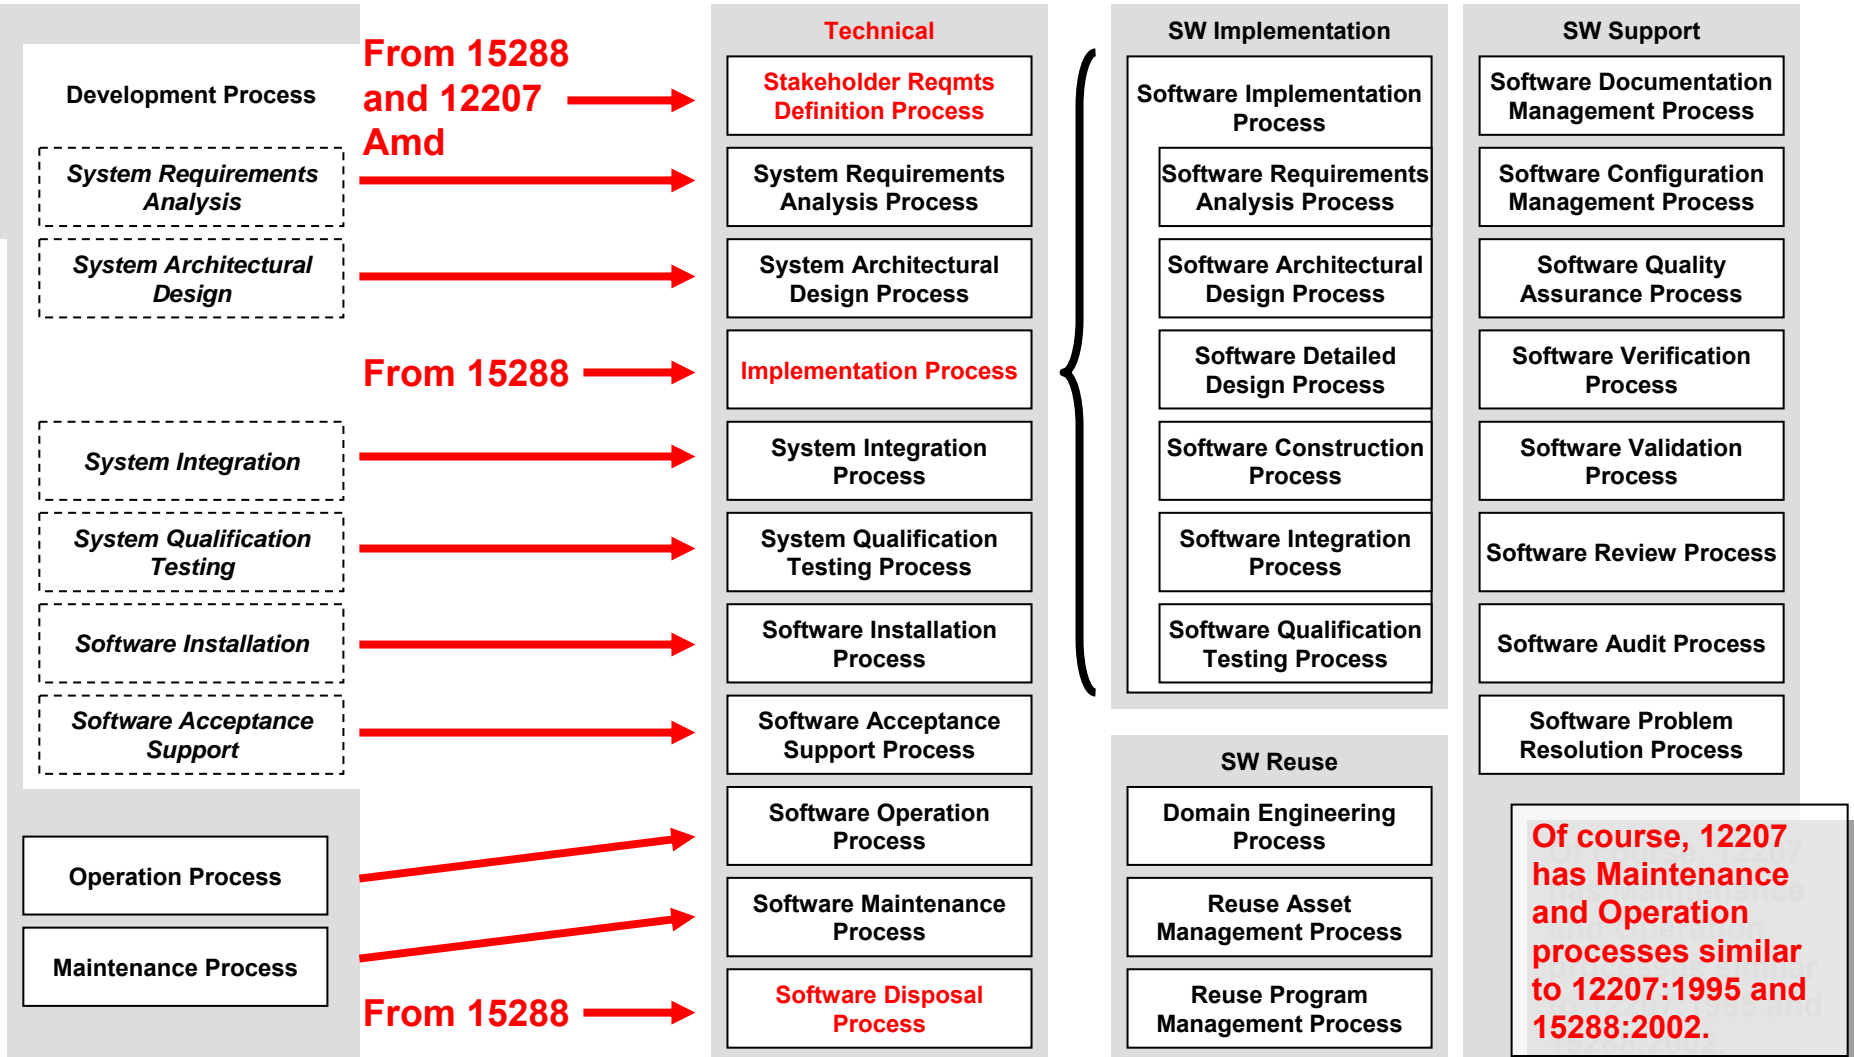 Development Process
System Requirements
Analysis
System Architectural
Design
System Integration
System Qualification
Testing
Software Installation
Software Acceptance
Support
Operation Process
Maintenance Process
From 15288
and 12207
Amd
From 15288
From 15288
Technical
Stakeholder Reqmts
Definition Process
System Requirements
Analysis Process
System Architectural
Design Process
Implementation Process
System Integration
Process
System Qualification
Testing Process
Software Installation
Process
Software Acceptance
Support Process
Software Operation
Process
Software Maintenance
Process
Software Disposal
Process
SW Implementation
Software Implementation
Process
Software Requirements
Analysis Process
Software Architectural
Design Process
Software Detailed
Design Process
Software Construction
Process
Software Integration
Process
Software Qualification
Testing Process
SW Reuse
Domain Engineering
Process
Reuse Asset
Management Process
Reuse Program
Management Process
SW Support
Software Documentation
Management Process
Software Configuration
Management Process
Software Quality
Assurance Process
Software Verification
Process
Software Validation
Process
Software Review Process
Software Audit Process
Software Problem
Resolution Process
Of course, 12207
has Maintenance
and Operation
processes similar
to 12207:1995 and
15288:2002.